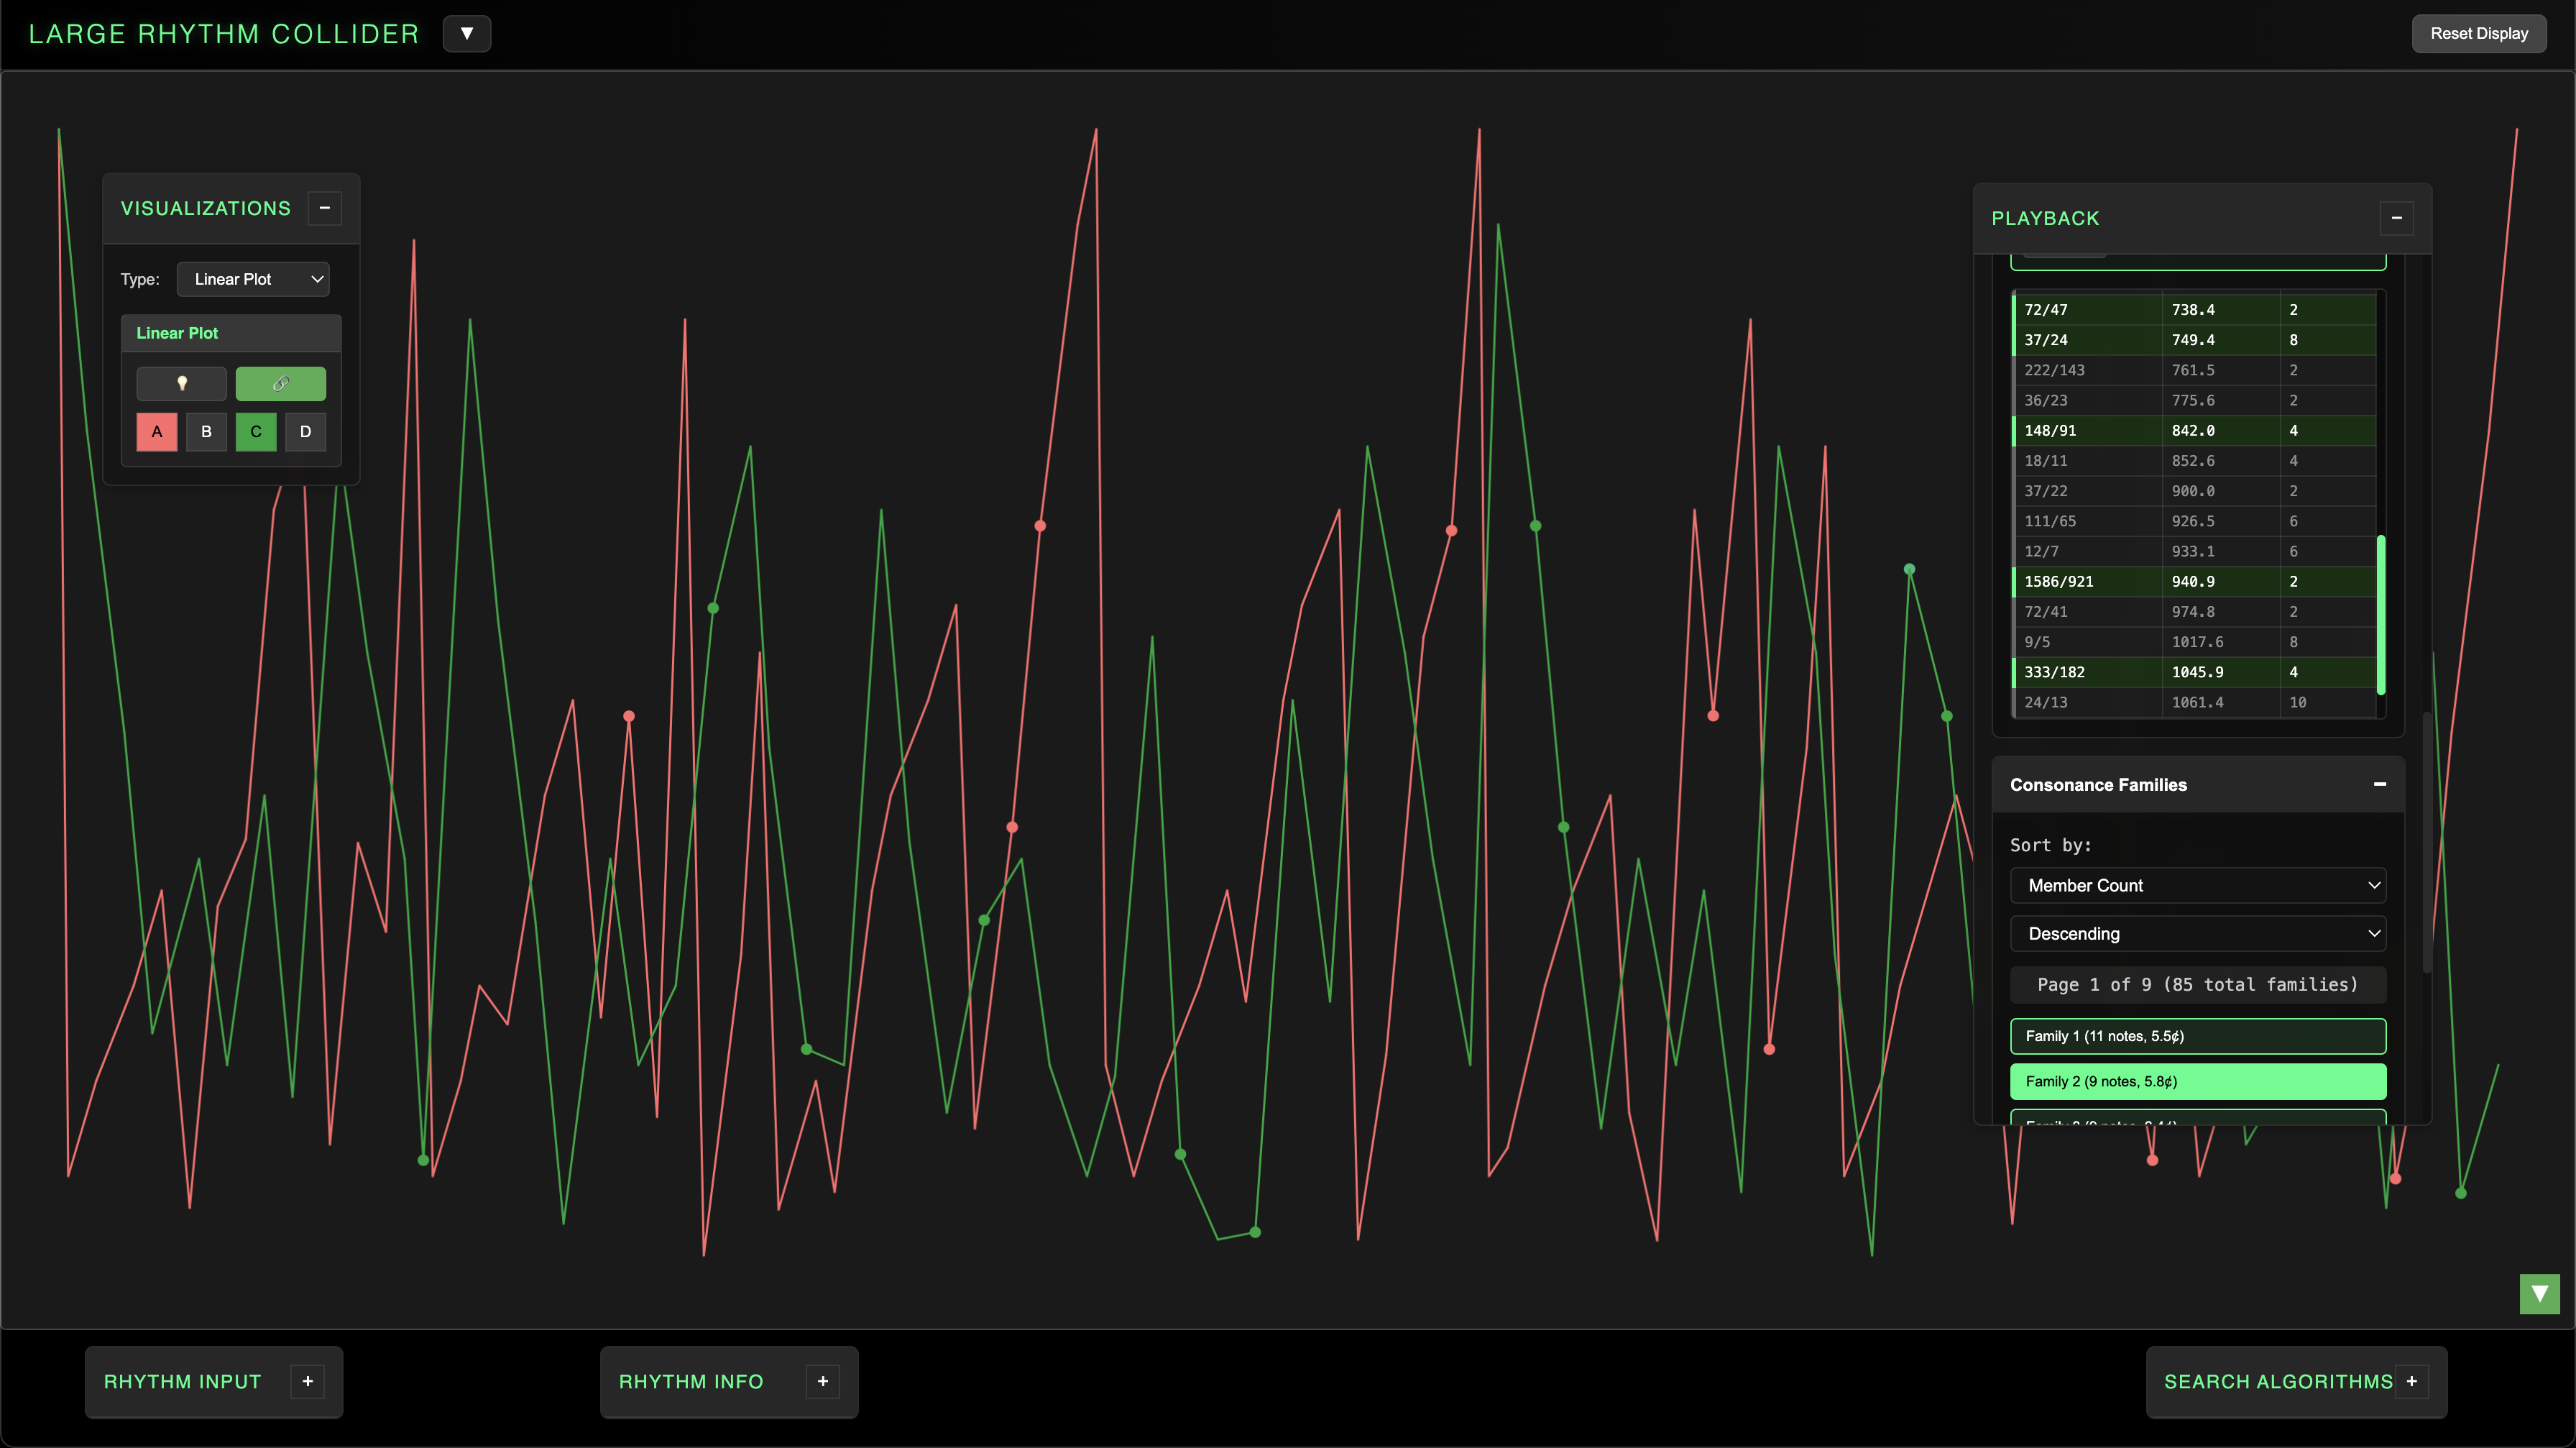 LARGE RHYTHM COLLIDER ▼
Reset Display
VISUALIZATIONS −
Type: Linear Plot
Linear Plot
A B C D
PLAYBACK −
72/47 738.4 2
37/24 749.4 8
222/143 761.5 2
36/23 775.6 2
148/91 842.0 4
18/11 852.6 4
37/22 900.0 2
111/65 926.5 6
12/7 933.1 6
1586/921 940.9 2
72/41 974.8 2
9/5 1017.6 8
333/182 1045.9 4
24/13 1061.4 10
Consonance Families −
Sort by:
Member Count
Descending
Page 1 of 9 (85 total families)
Family 1 (11 notes, 5.5¢)
Family 2 (9 notes, 5.8¢)
▼
RHYTHM INPUT +
RHYTHM INFO +
SEARCH ALGORITHMS +